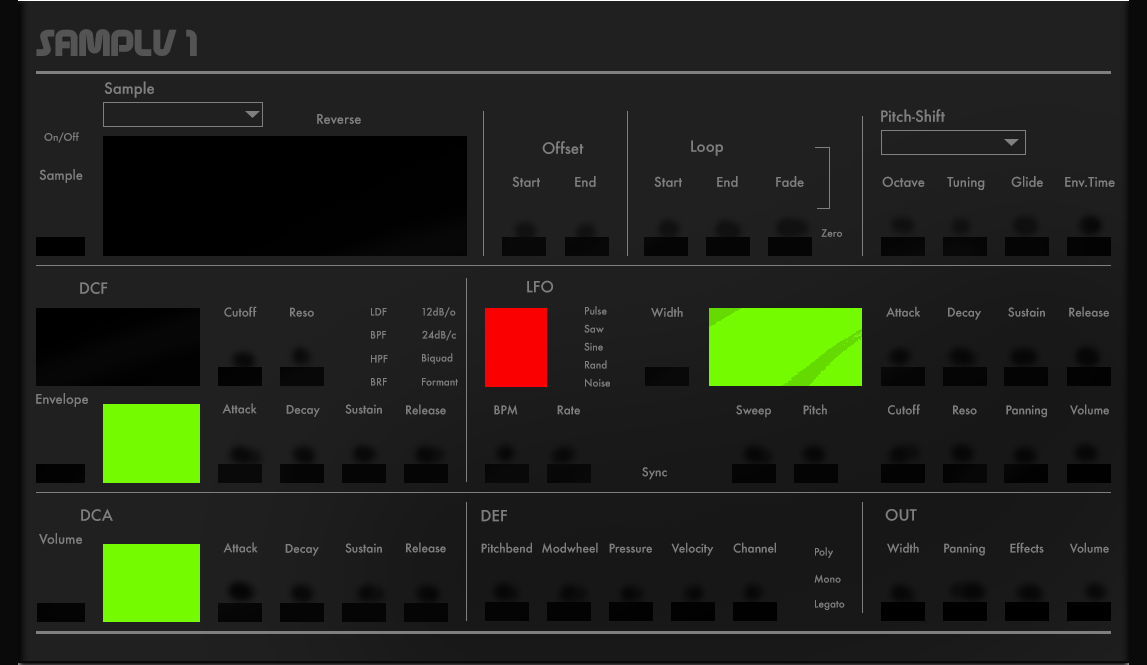 SAMPLV 1
Sample
Reverse
On/Off
Sample
Offset
Start End
Loop
Start End Fade
Zero
Pitch-Shift
Octave Tuning Glide Env.Time
DCF
Cutoff Reso
LDF 12dB/o
BPF 24dB/c
HPF Biquad
BRF Formant
Envelope
Attack Decay Sustain Release
LFO
Pulse
Saw
Sine
Rand
Noise
Width
Attack Decay Sustain Release
BPM Rate
Sync
Sweep Pitch
Cutoff Reso Panning Volume
DCA
Volume
Attack Decay Sustain Release
DEF
Pitchbend Modwheel Pressure Velocity Channel
Poly
Mono
Legato
OUT
Width Panning Effects Volume